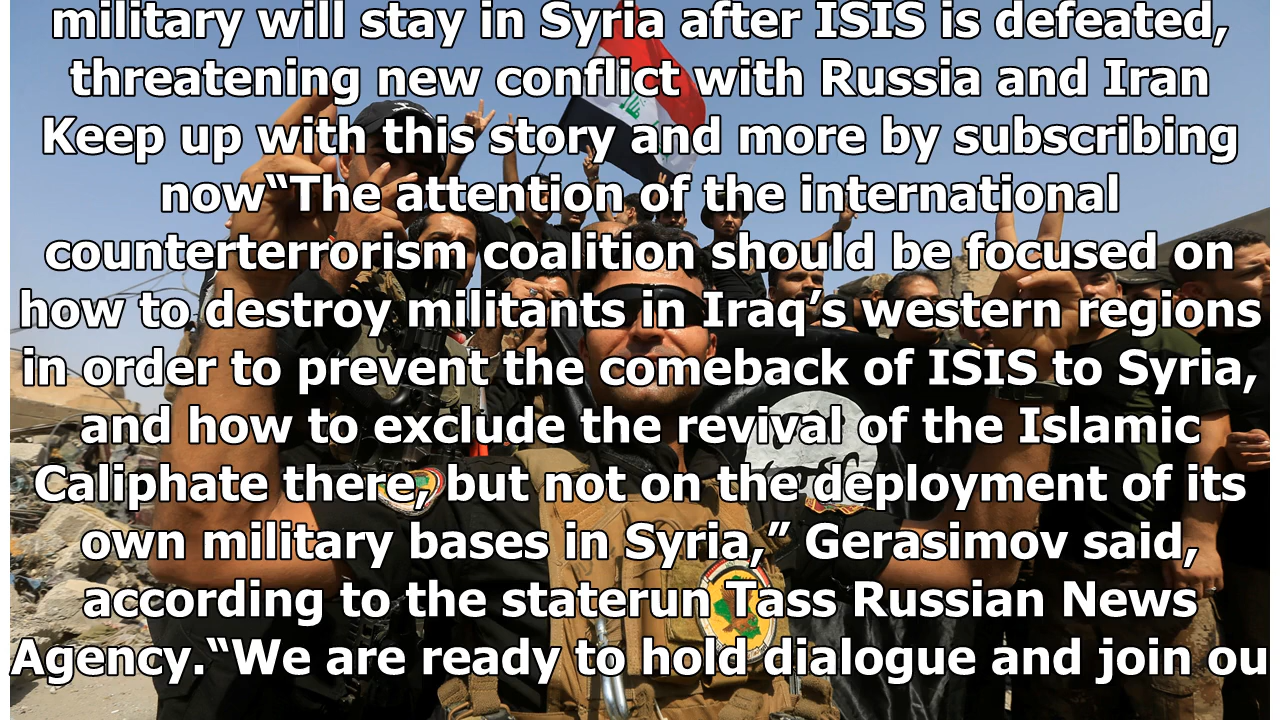 military will stay in Syria after ISIS is defeated,
threatening new conflict with Russia and Iran
Keep up with this story and more by subscribing
now“The attention of the international
counterterrorism coalition should be focused on
how to destroy militants in Iraq’s western regions
in order to prevent the comeback of ISIS to Syria,
and how to exclude the revival of the Islamic
Caliphate there, but not on the deployment of its
own military bases in Syria,” Gerasimov said,
according to the staterun Tass Russian News
Agency.“We are ready to hold dialogue and join ou